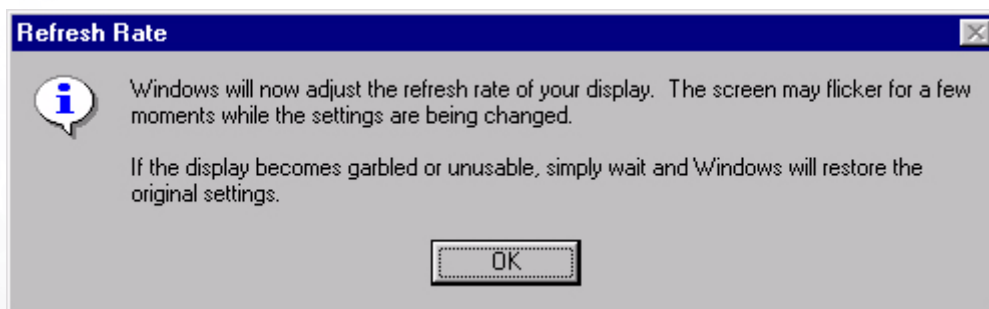 Refresh Rate
Windows will now adjust the refresh rate of your display.  The screen may flicker for a few
moments while the settings are being changed.
If the display becomes garbled or unusable, simply wait and Windows will restore the
original settings.
OK